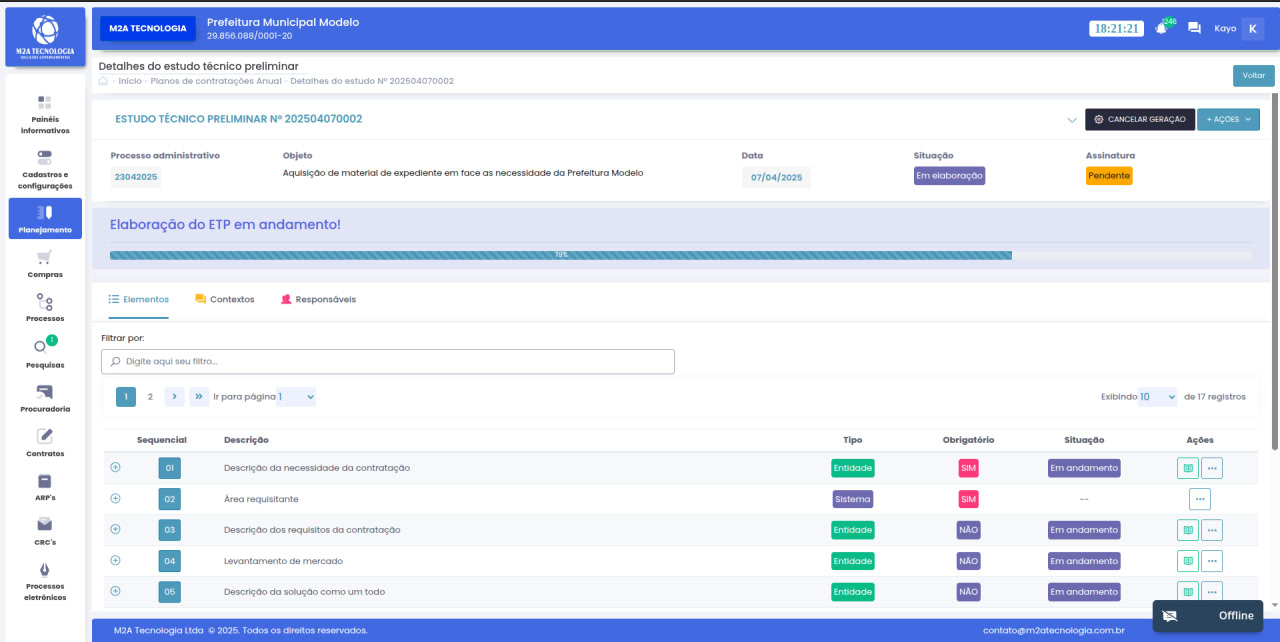 M2A TECNOLOGIA
SOLUÇÕES GOVERNAMENTAIS
M2A TECNOLOGIA
Prefeitura Municipal Modelo
29.856.088/0001-20
18:21:21
1246
Kayo
K
Detalhes do estudo técnico preliminar
Início · Planos de contratações Anual · Detalhes do estudo Nº 202504070002
Voltar
Painéis informativos
Cadastros e configurações
Planejamento
Compras
Processos
1
Pesquisas
Procuradoria
Contratos
ARP's
CRC's
Processos eletrônicos
ESTUDO TÉCNICO PRELIMINAR Nº 202504070002
CANCELAR GERAÇÃO
+ AÇÕES
Processo administrativo
Objeto
Data
Situação
Assinatura
23042025
Aquisição de material de expediente em face as necessidade da Prefeitura Modelo
07/04/2025
Em elaboração
Pendente
Elaboração do ETP em andamento!
79%
Elementos
Contextos
Responsáveis
Filtrar por:
Digite aqui seu filtro...
1 2 › » Ir para página 1
Exibindo 10 de 17 registros
Sequencial Descrição Tipo Obrigatório Situação Ações
01 Descrição da necessidade da contratação Entidade SIM Em andamento ...
02 Área requisitante Sistema SIM -- ...
03 Descrição dos requisitos da contratação Entidade NÃO Em andamento ...
04 Levantamento de mercado Entidade NÃO Em andamento ...
05 Descrição da solução como um todo Entidade NÃO Em andamento ...
Offline
M2A Tecnologia Ltda © 2025. Todos os direitos reservados.
contato@m2atecnologia.com.br